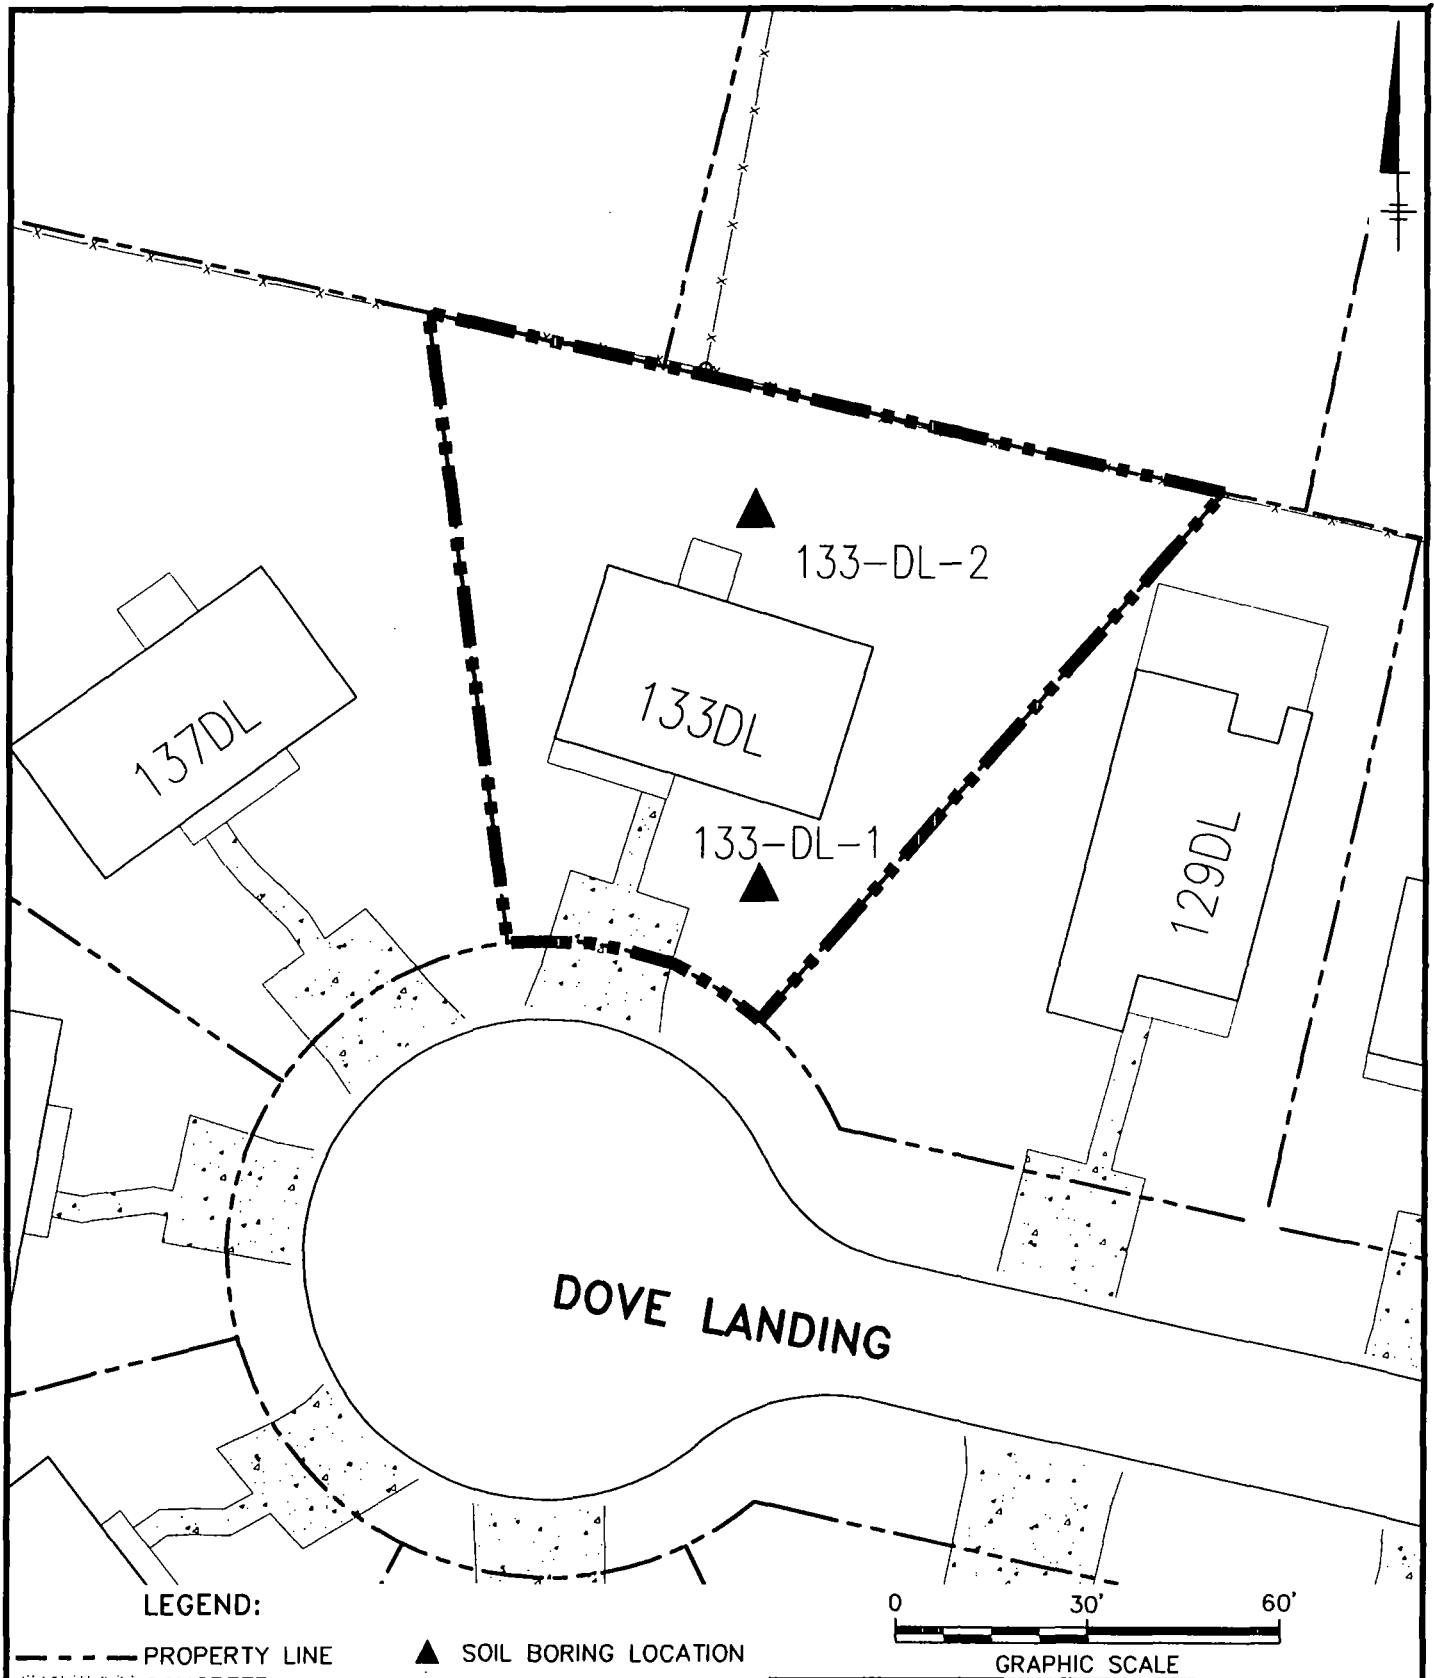 133-DL-2
133DL
137DL
133-DL-1
129DL
DOVE LANDING
LEGEND:
0 30' 60'
PROPERTY LINE
SOIL BORING LOCATION
GRAPHIC SCALE